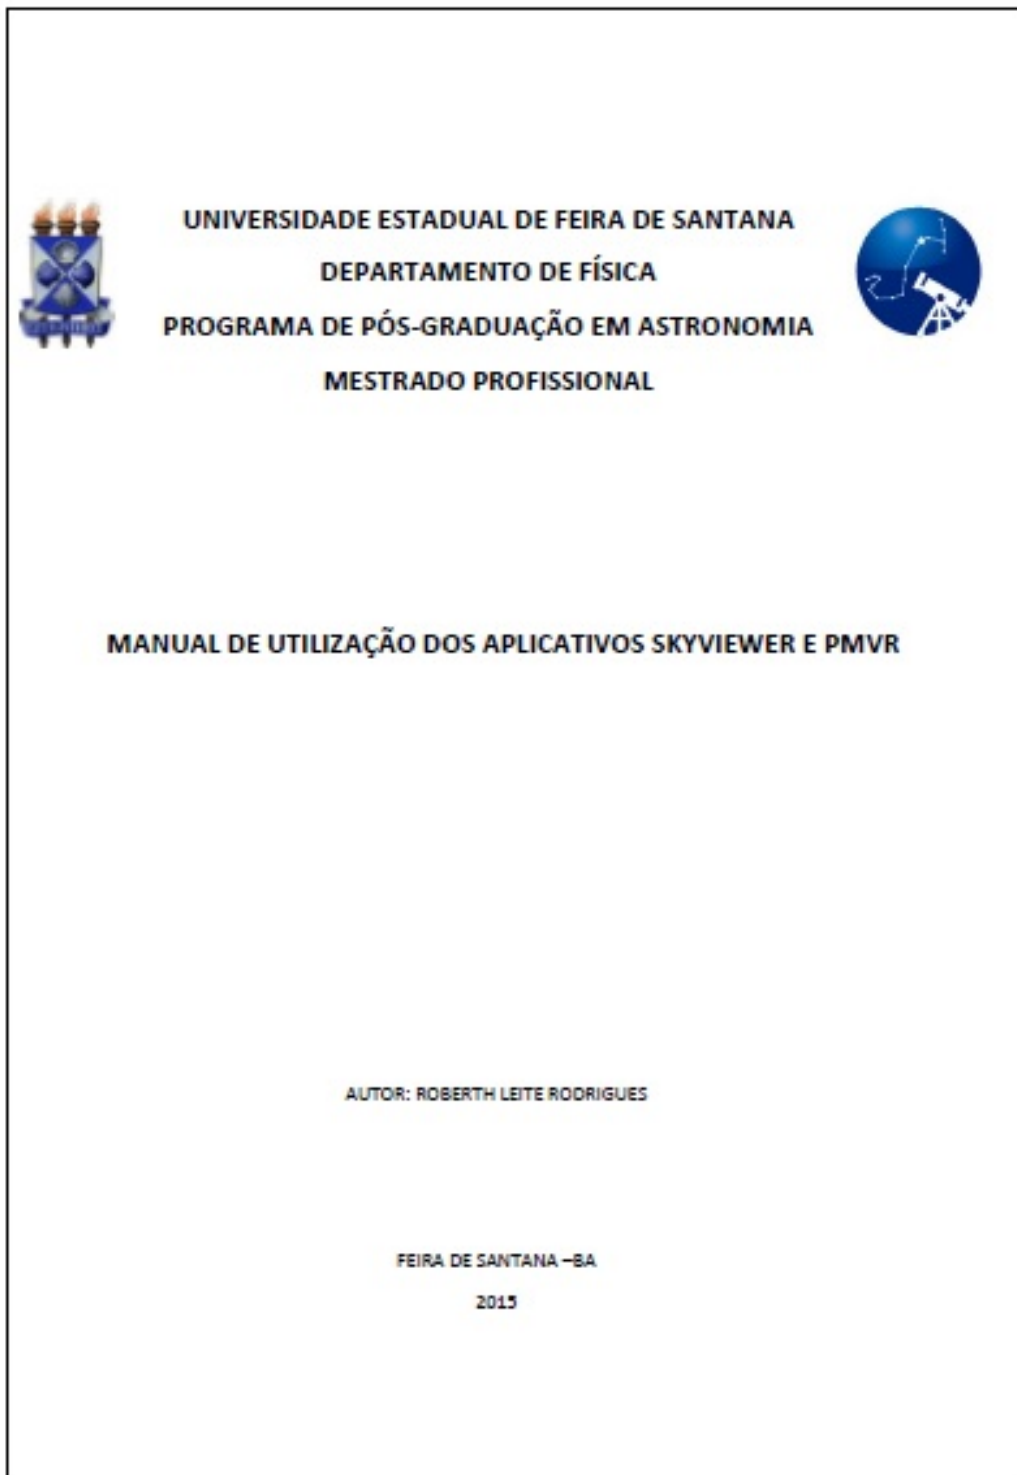 UNIVERSIDADE ESTADUAL DE FEIRA DE SANTANA
DEPARTAMENTO DE FÍSICA
PROGRAMA DE PÓS-GRADUAÇÃO EM ASTRONOMIA
MESTRADO PROFISSIONAL
MANUAL DE UTILIZAÇÃO DOS APLICATIVOS SKYVIEWER E PMVR
AUTOR: ROBERTH LEITE RODRIGUES
FEIRA DE SANTANA –BA
2015